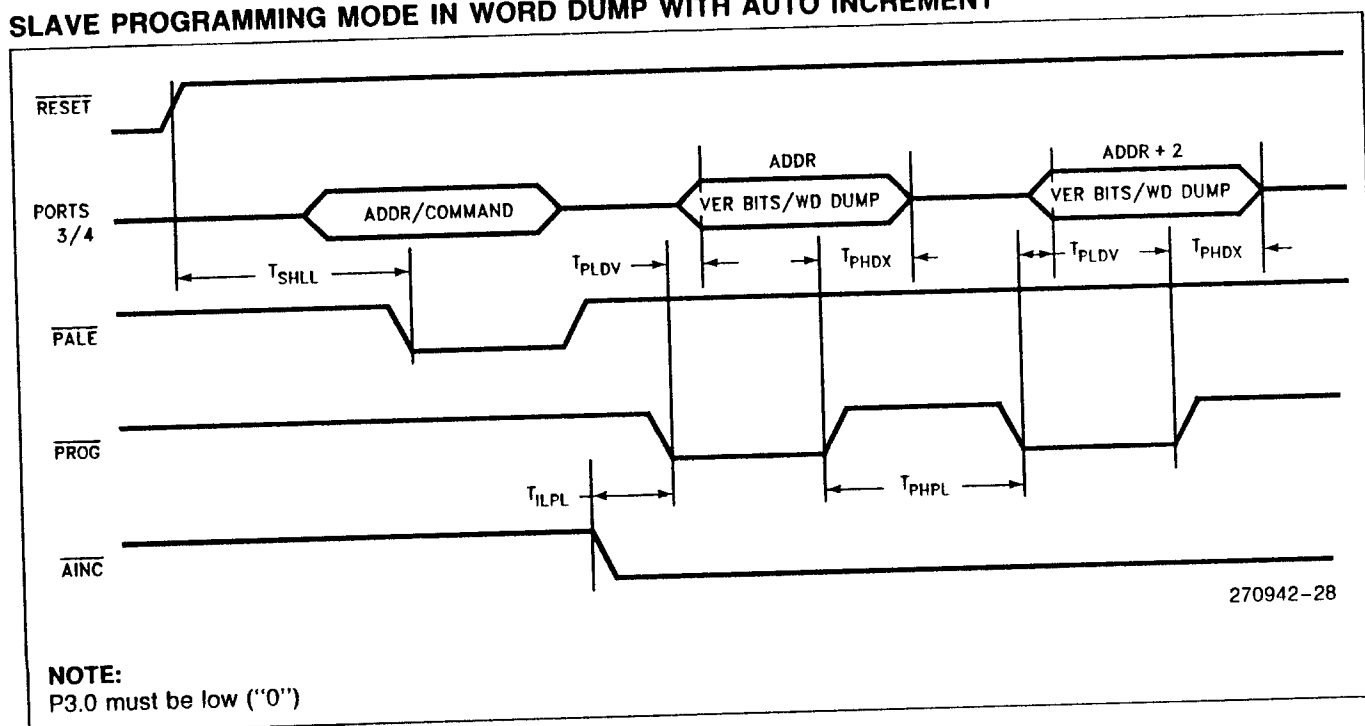 SLAVE PROGRAMMING MODE IN WORD DUMP WITH AUTO INCREMENT
RESET
ADDR
ADDR + 2
PORTS
3/4
ADDR/COMMAND
VER BITS/WD DUMP
VER BITS/WD DUMP
TSHLL
TPLDV
TPHDX
TPLDV
TPHDX
PALE
PROG
TILPL
TPHPL
AINC
270942-28
NOTE:
P3.0 must be low ("0")